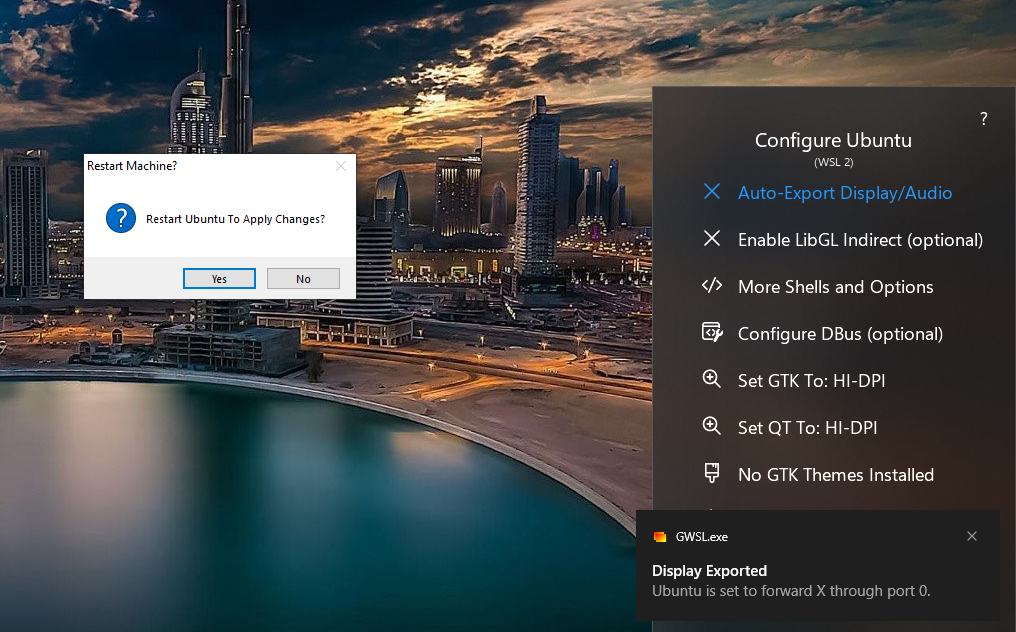 Restart Machine?
Restart Ubuntu To Apply Changes?
Yes
No
?
Configure Ubuntu
(WSL 2)
Auto-Export Display/Audio
Enable LibGL Indirect (optional)
More Shells and Options
Configure DBus (optional)
Set GTK To: HI-DPI
Set QT To: HI-DPI
No GTK Themes Installed
GWSL.exe
Display Exported
Ubuntu is set to forward X through port 0.